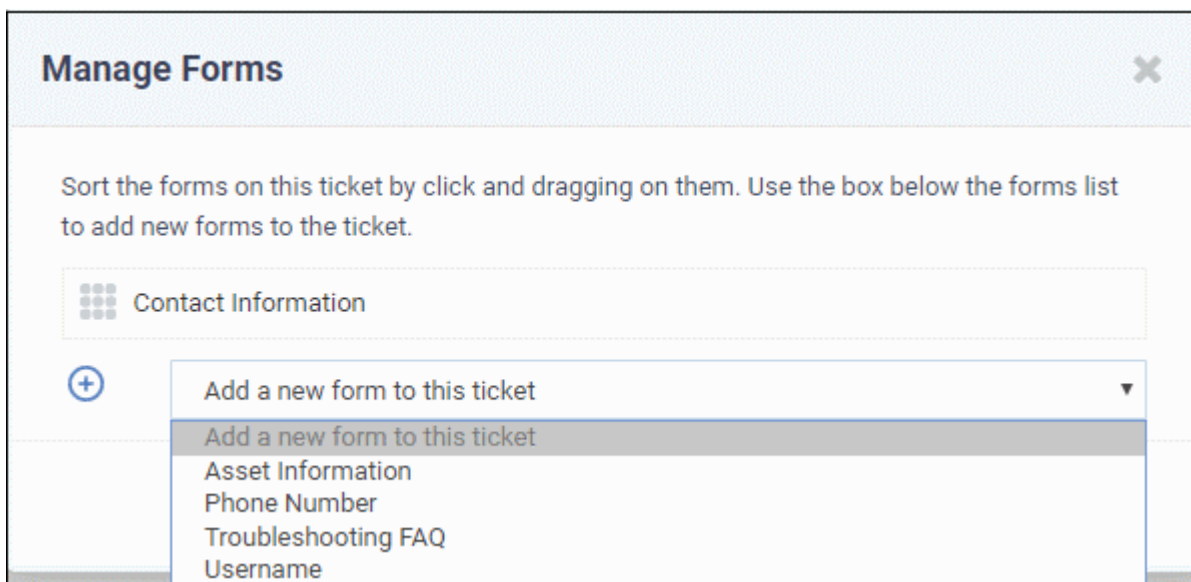 Manage Forms
Sort the forms on this ticket by click and dragging on them. Use the box below the forms list
to add new forms to the ticket.
Contact Information
Add a new form to this ticket
Add a new form to this ticket
Asset Information
Phone Number
Troubleshooting FAQ
Username